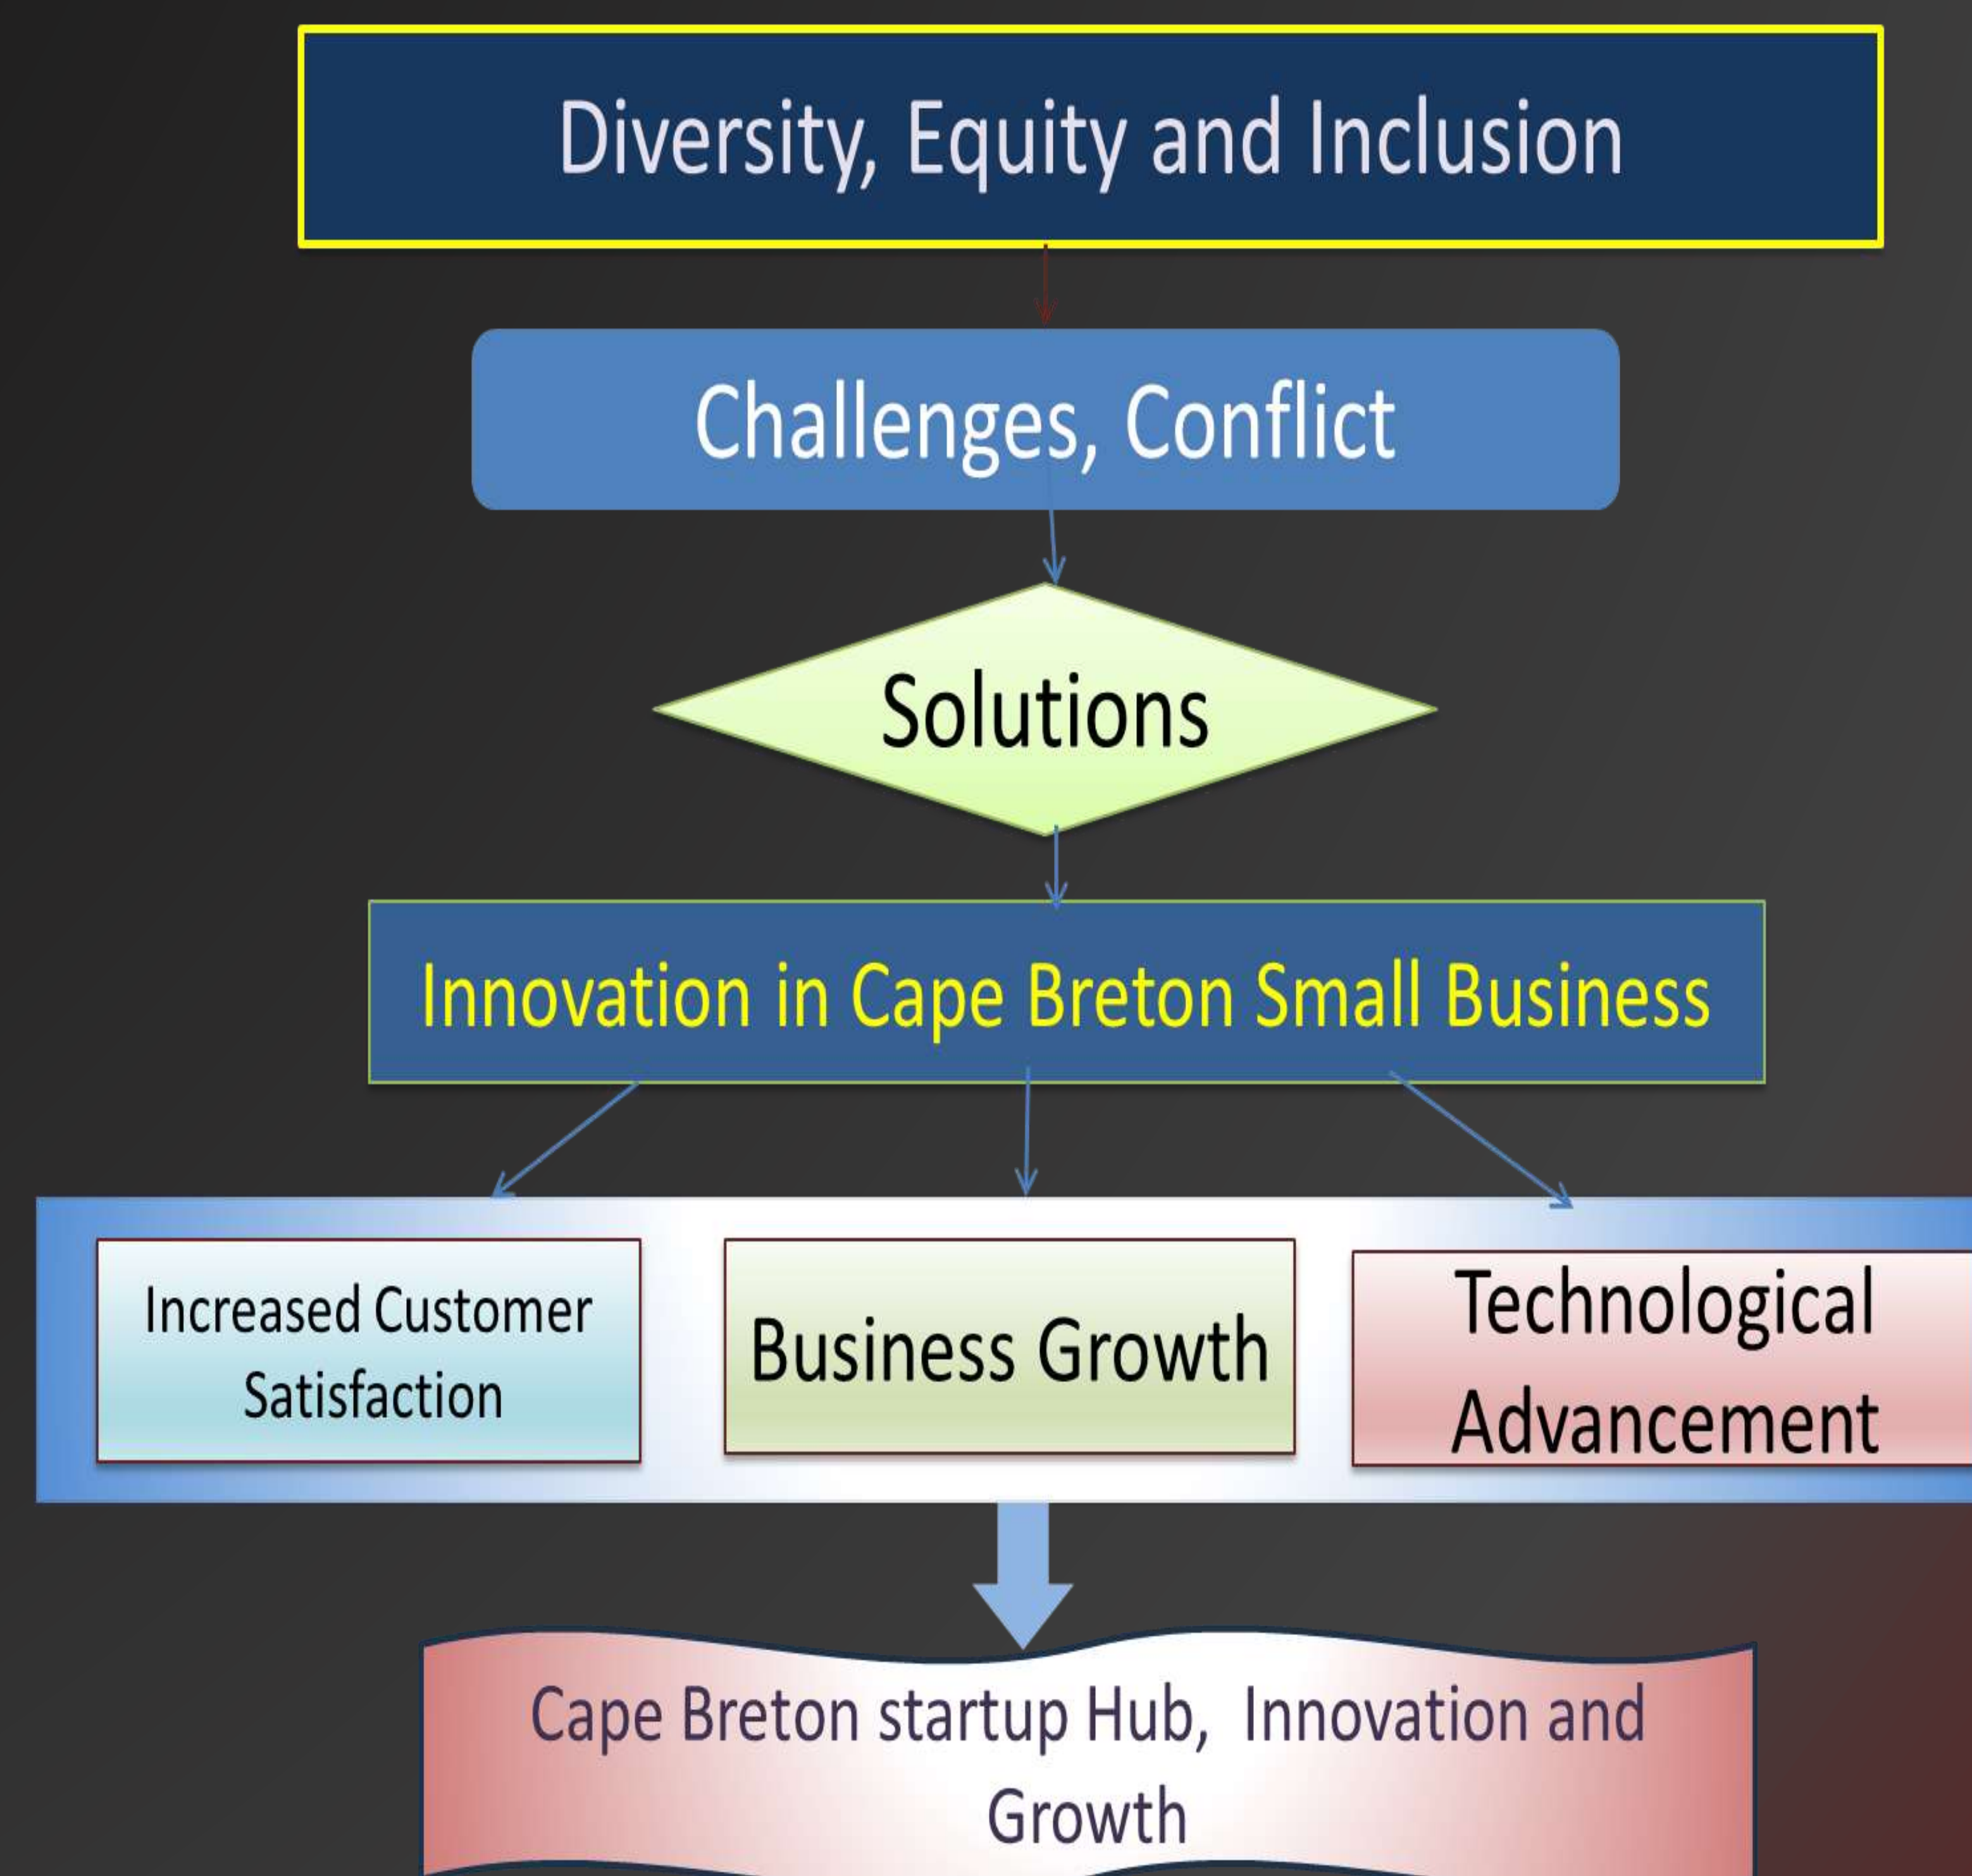 Diversity, Equity and Inclusion
Challenges, Conflict
Solutions
Innovation in Cape Breton Small Business
Increased Customer
Satisfaction
Business Growth
Technological
Advancement
Cape Breton startup Hub,  Innovation and
Growth